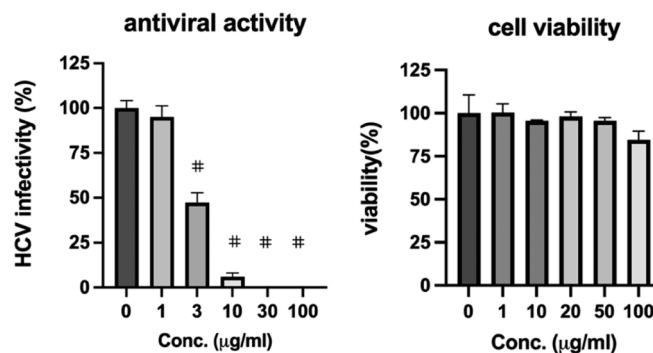 antiviral activity
HCV infectivity (%)
125
100
75
50
25
0
#
# # #
0 1 3 10 30 100
Conc. (μg/ml)
cell viability
viability(%)
125
100
75
50
25
0
0 1 10 20 50 100
Conc. (μg/ml)